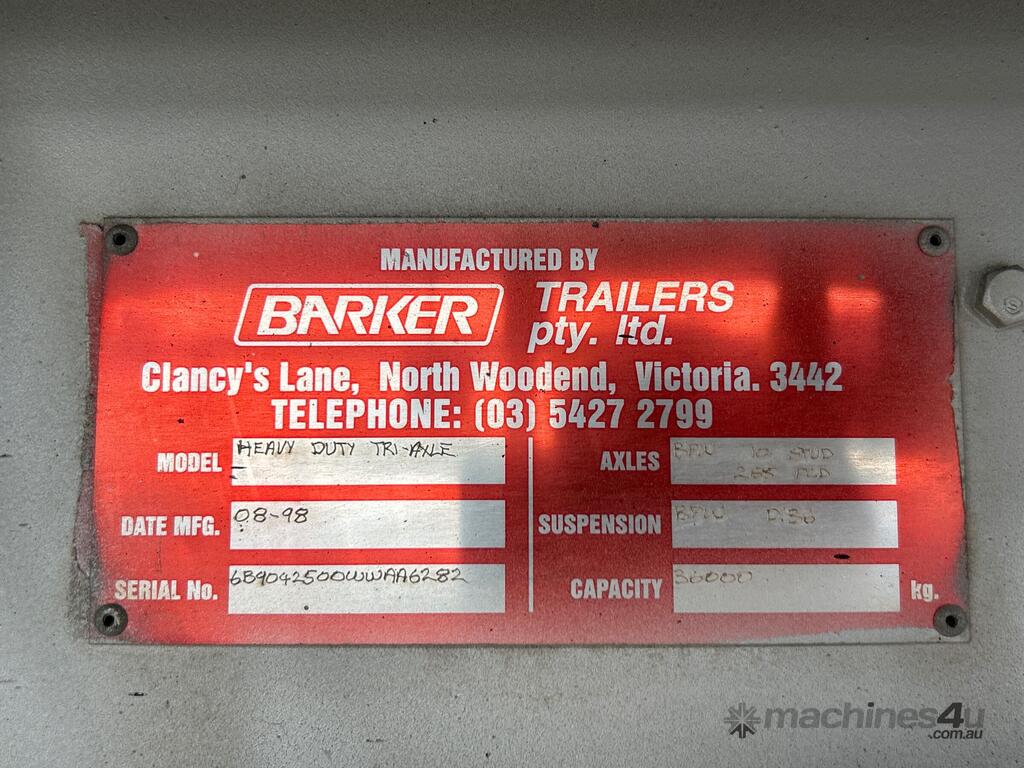 MANUFACTURED BY
BARKER TRAILERS
pty. ltd.
Clancy's Lane, North Woodend, Victoria. 3442
TELEPHONE: (03) 5427 2799
MODEL HEAVY DUTY TRI-AXLE
DATE MFG. 08-98
SERIAL No. 6B9042500WWAA6282
AXLES 10 STUD
SUSPENSION
CAPACITY 36000 kg.
machines4u
.com.au